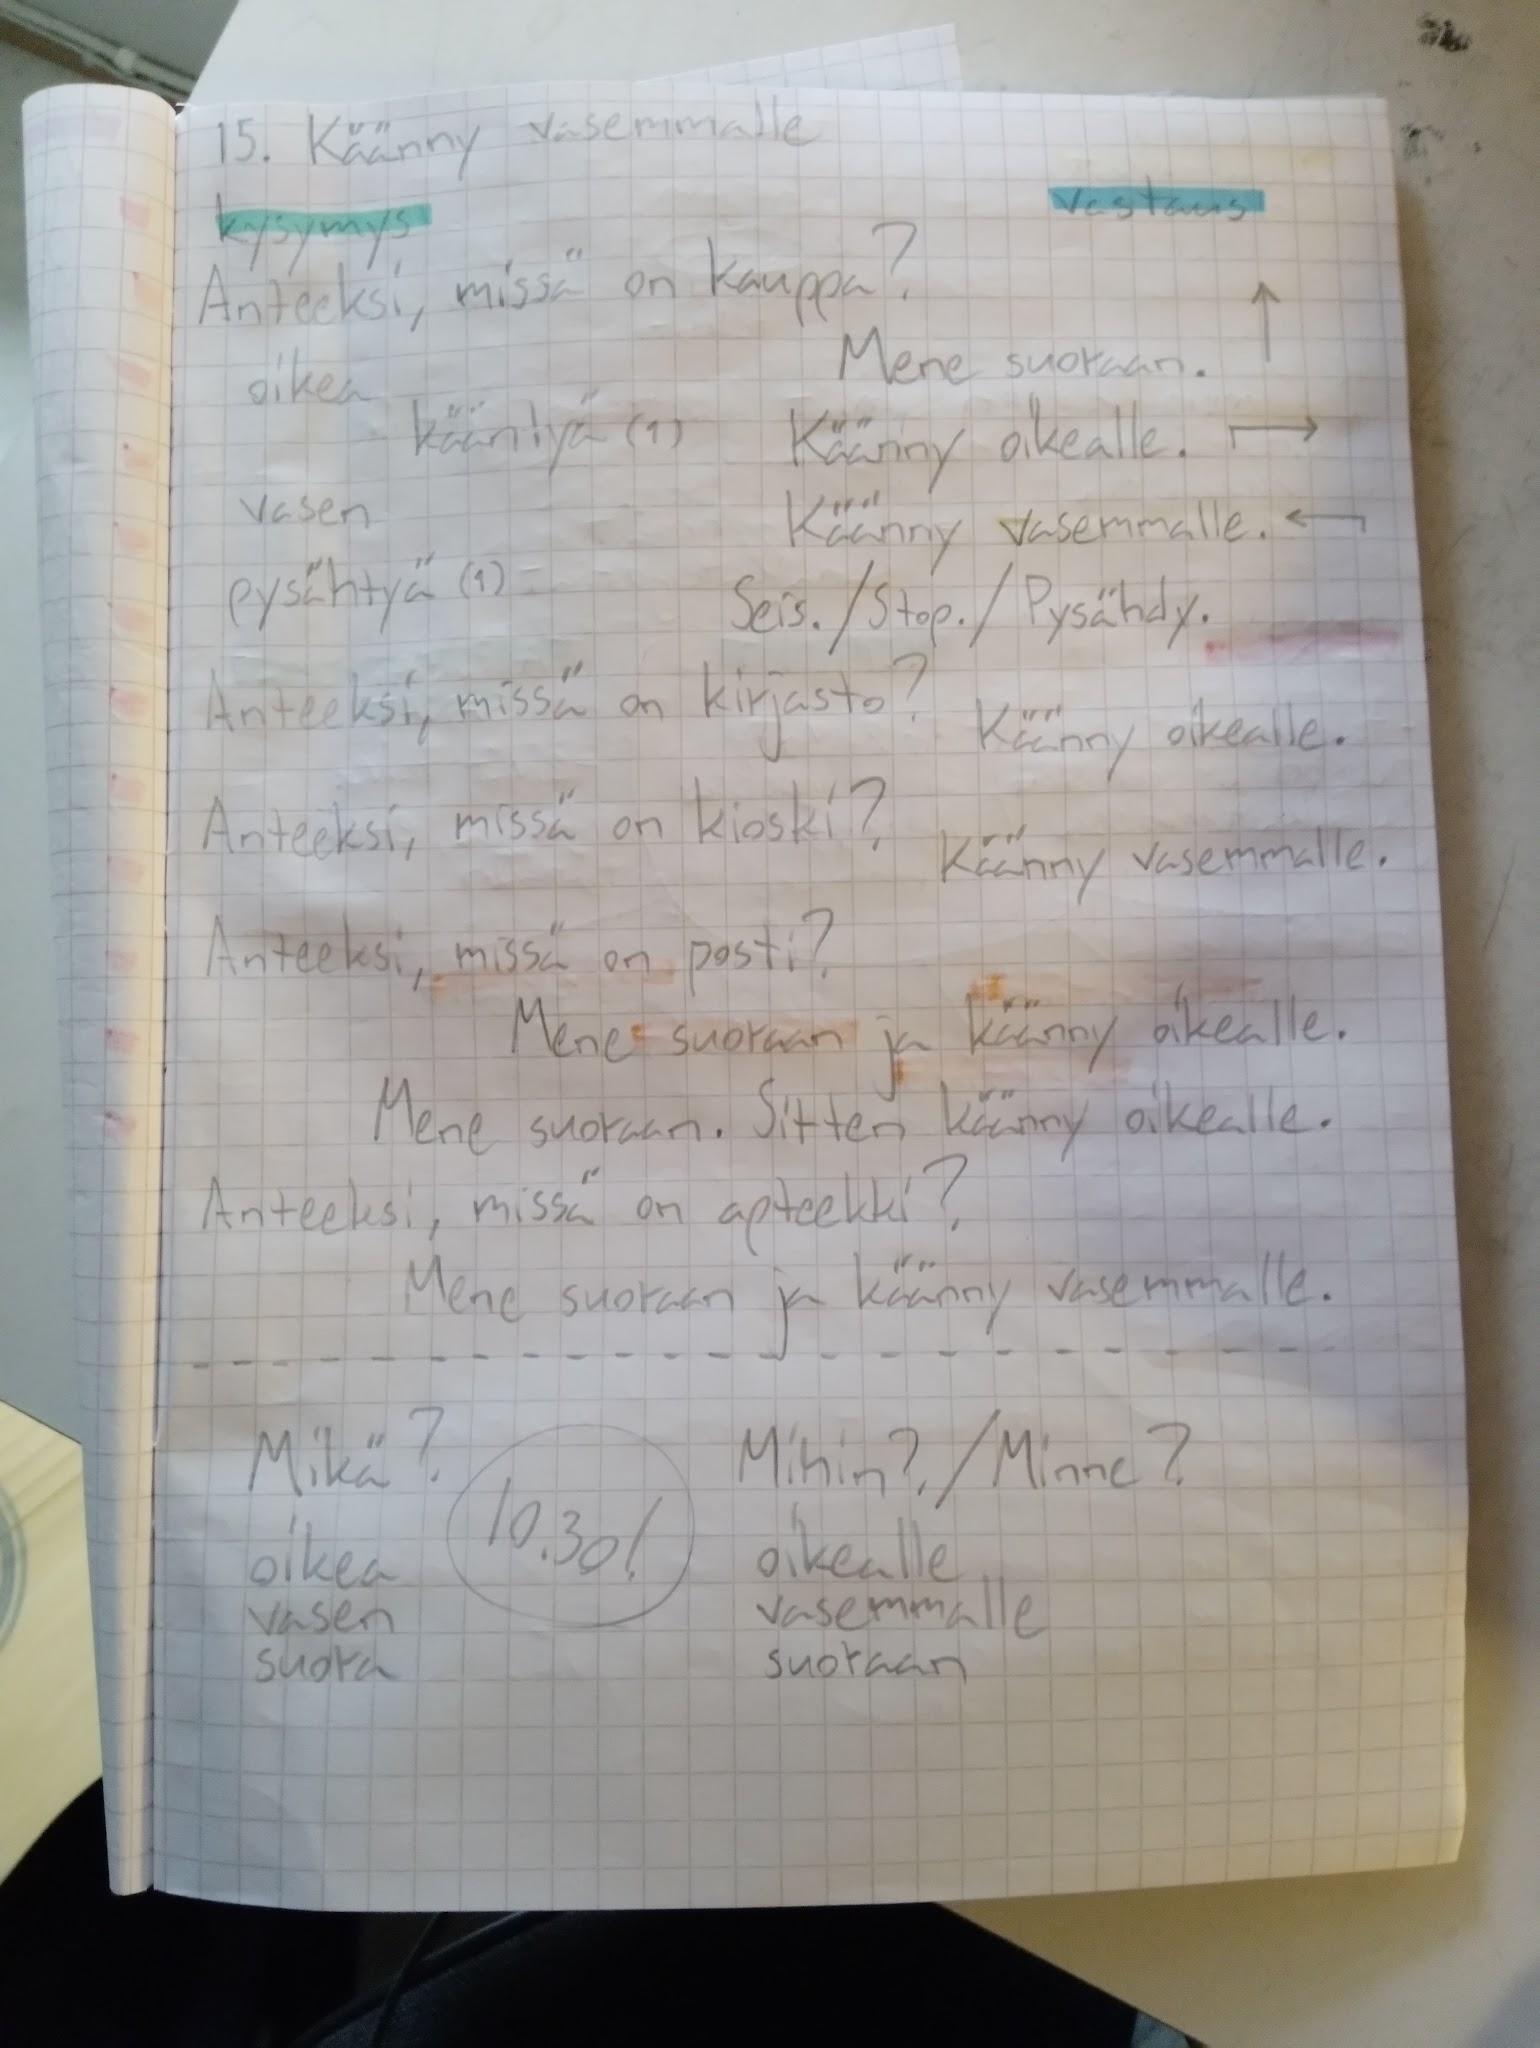 15. Käänny vasemmalle
kysymys vastaus
Anteeksi, missä on kauppa?
oikea Mene suoraan. ↑
kääntyä (1) Käänny oikealle. →
vasen Käänny vasemmalle. ←
pysähtyä (1) Seis. / Stop. / Pysähdy.
Anteeksi, missä on kirjasto?
Käänny oikealle.
Anteeksi, missä on kioski?
Käänny vasemmalle.
Anteeksi, missä on posti?
Mene suoraan ja käänny oikealle.
Mene suoraan. Sitten käänny oikealle.
Anteeksi, missä on apteekki?
Mene suoraan ja käänny vasemmalle.
Mikä? Mihin? / Minne?
10.30!
oikea oikealle
vasen vasemmalle
suora suoraan